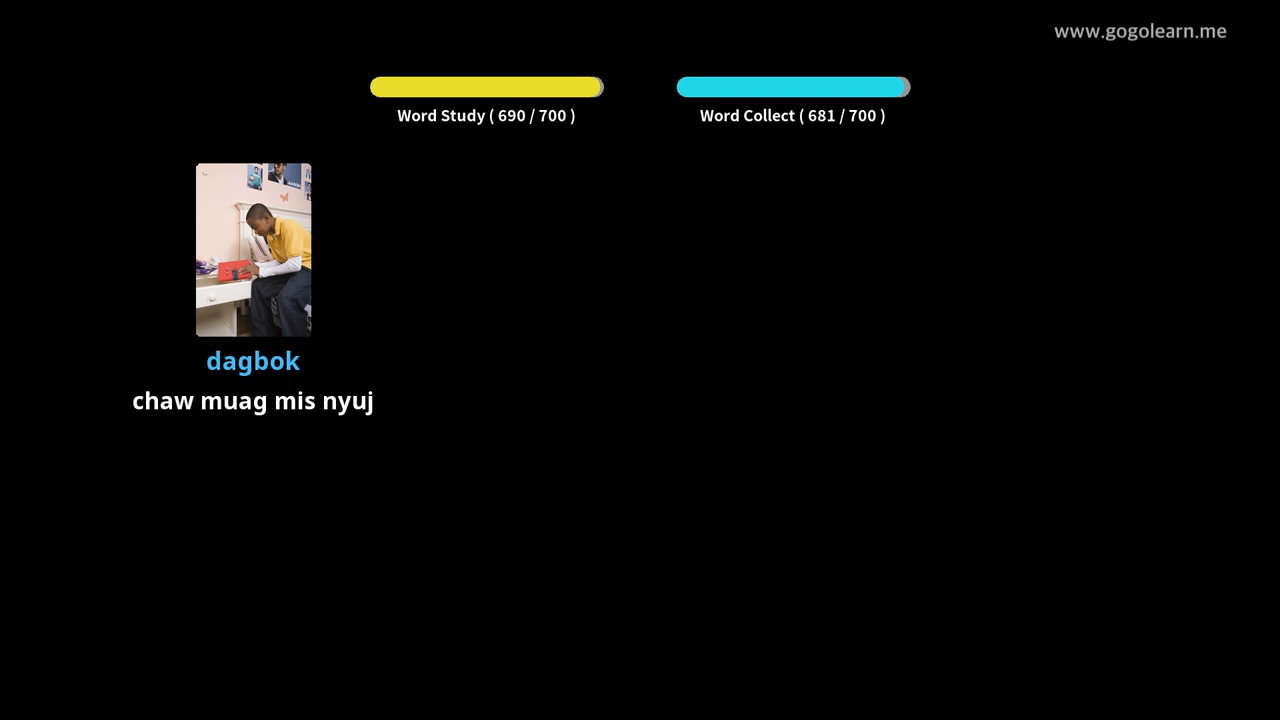 www.gogolearn.me
Word Study ( 690 / 700 )
Word Collect ( 681 / 700 )
dagbok
chaw muag mis nyuj